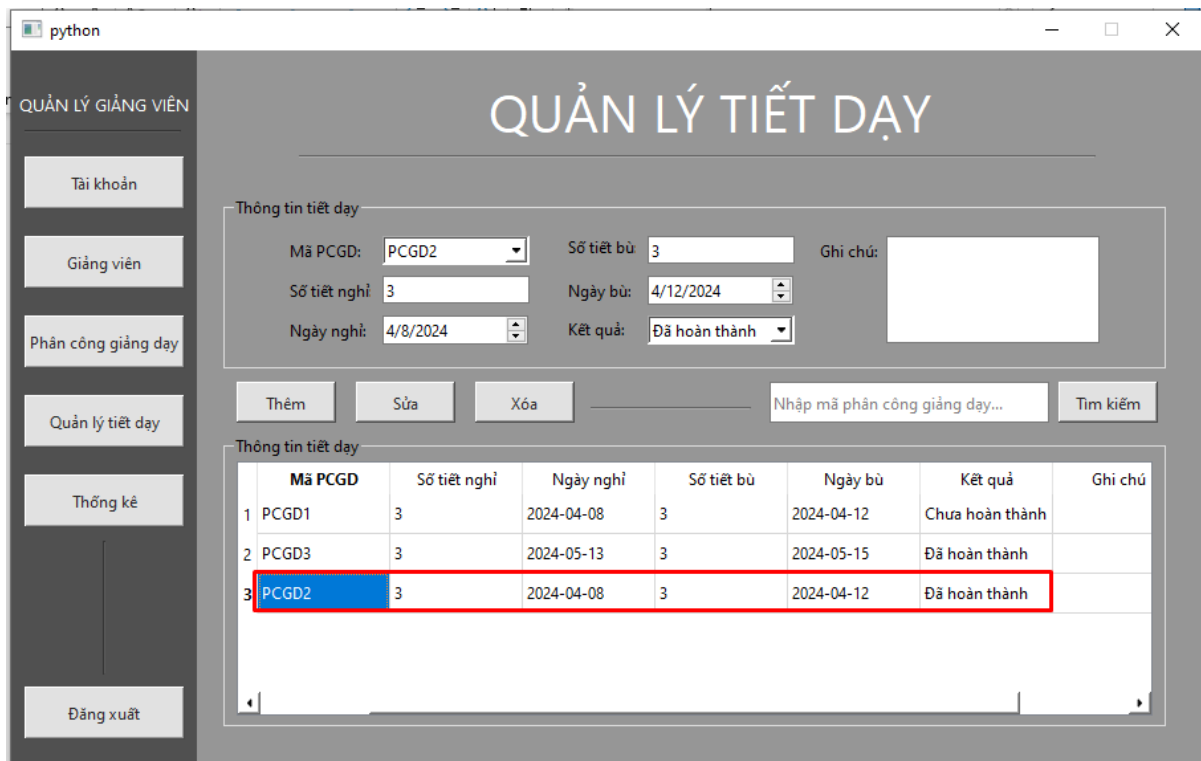 python
QUẢN LÝ GIẢNG VIÊN
Tài khoản
Giảng viên
Phân công giảng dạy
Quản lý tiết dạy
Thống kê
Đăng xuất
QUẢN LÝ TIẾT DẠY
Thông tin tiết dạy
Mã PCGD: PCGD2 Số tiết bù: 3 Ghi chú:
Số tiết nghỉ 3 Ngày bù: 4/12/2024
Ngày nghỉ: 4/8/2024 Kết quả: Đã hoàn thành
Thêm Sửa Xóa Nhập mã phân công giảng dạy... Tìm kiếm
Thông tin tiết dạy
Mã PCGD Số tiết nghỉ Ngày nghỉ Số tiết bù Ngày bù Kết quả Ghi chú
1 PCGD1 3 2024-04-08 3 2024-04-12 Chưa hoàn thành
2 PCGD3 3 2024-05-13 3 2024-05-15 Đã hoàn thành
3 PCGD2 3 2024-04-08 3 2024-04-12 Đã hoàn thành